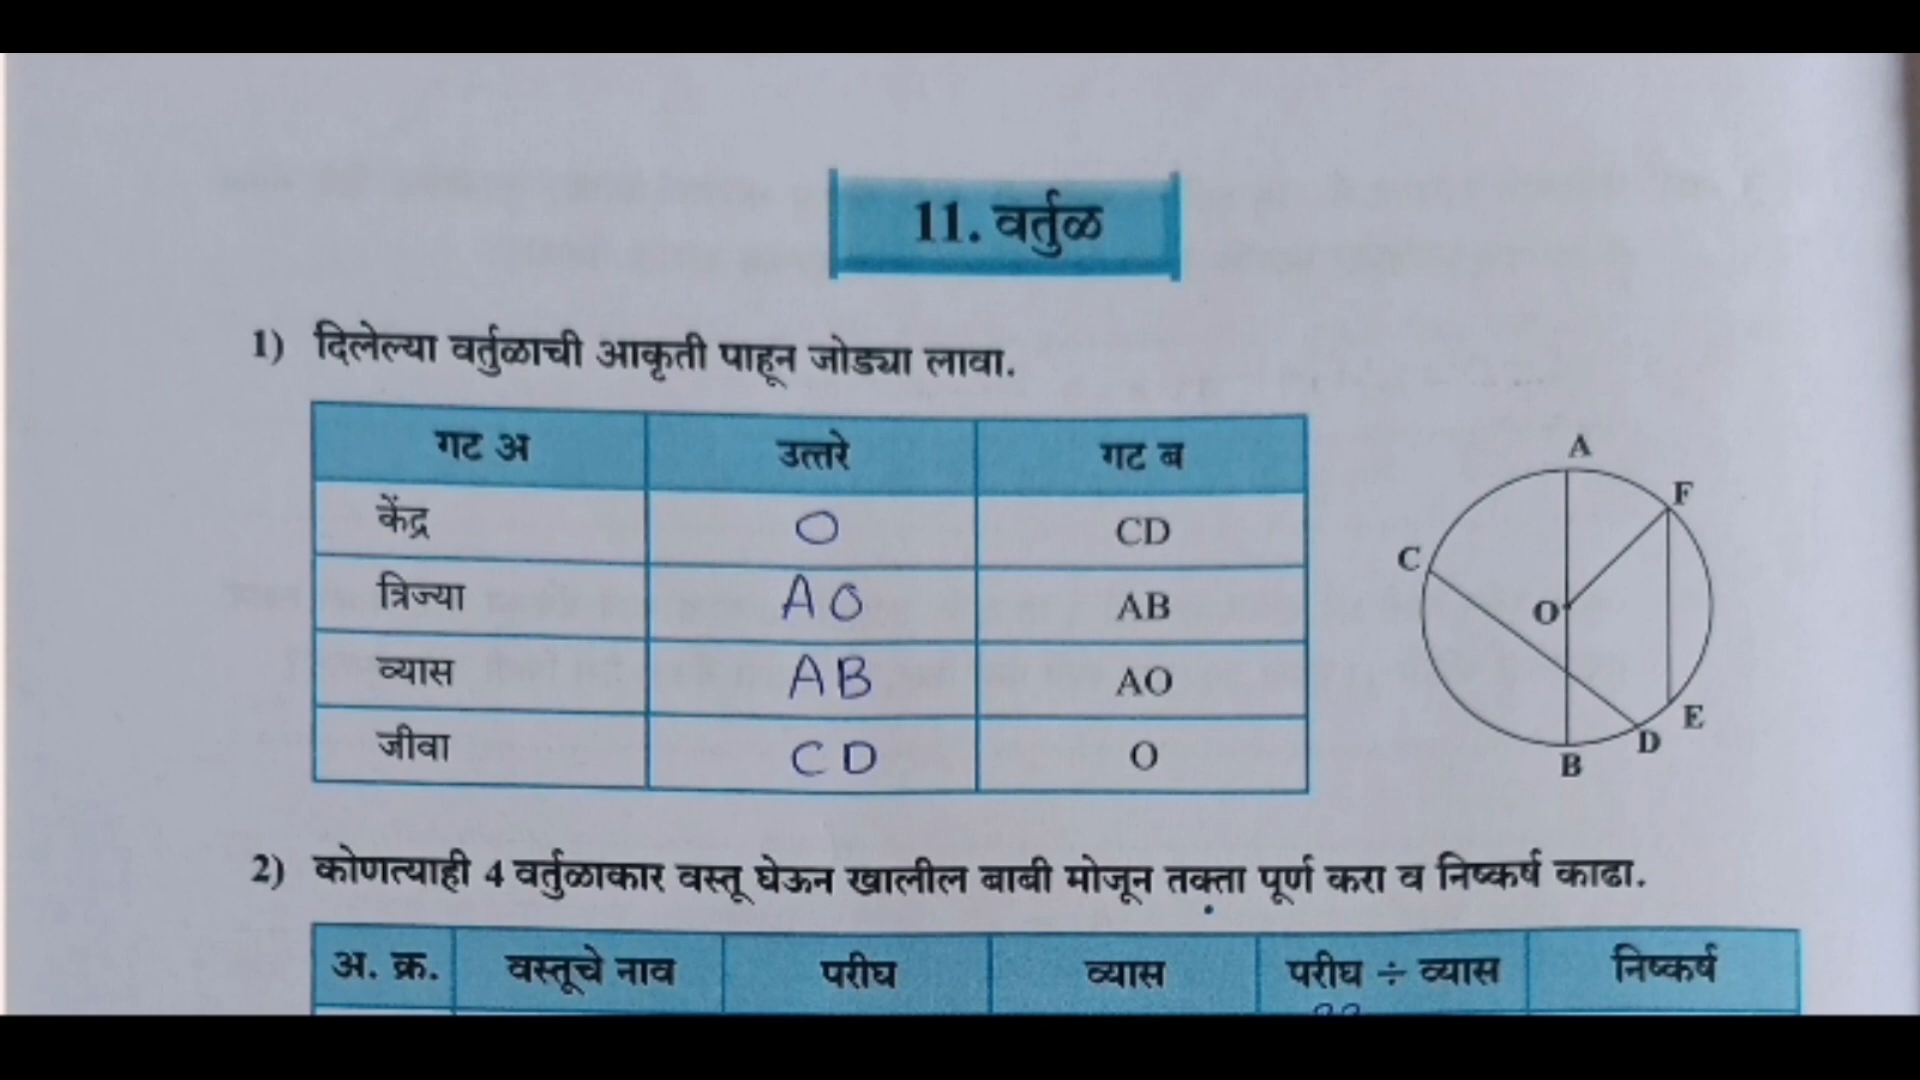 11. वर्तुळ
1) दिलेल्या वर्तुळाची आकृती पाहून जोड्या लावा.
गट अ उत्तरे गट ब
केंद्र O CD
त्रिज्या AO AB
व्यास AB AO
जीवा CD O
A
F
C
O
E
D
B
2) कोणत्याही 4 वर्तुळाकार वस्तू घेऊन खालील बाबी मोजून तक्ता पूर्ण करा व निष्कर्ष काढा.
अ. क्र. वस्तूचे नाव परीघ व्यास परीघ ÷ व्यास निष्कर्ष